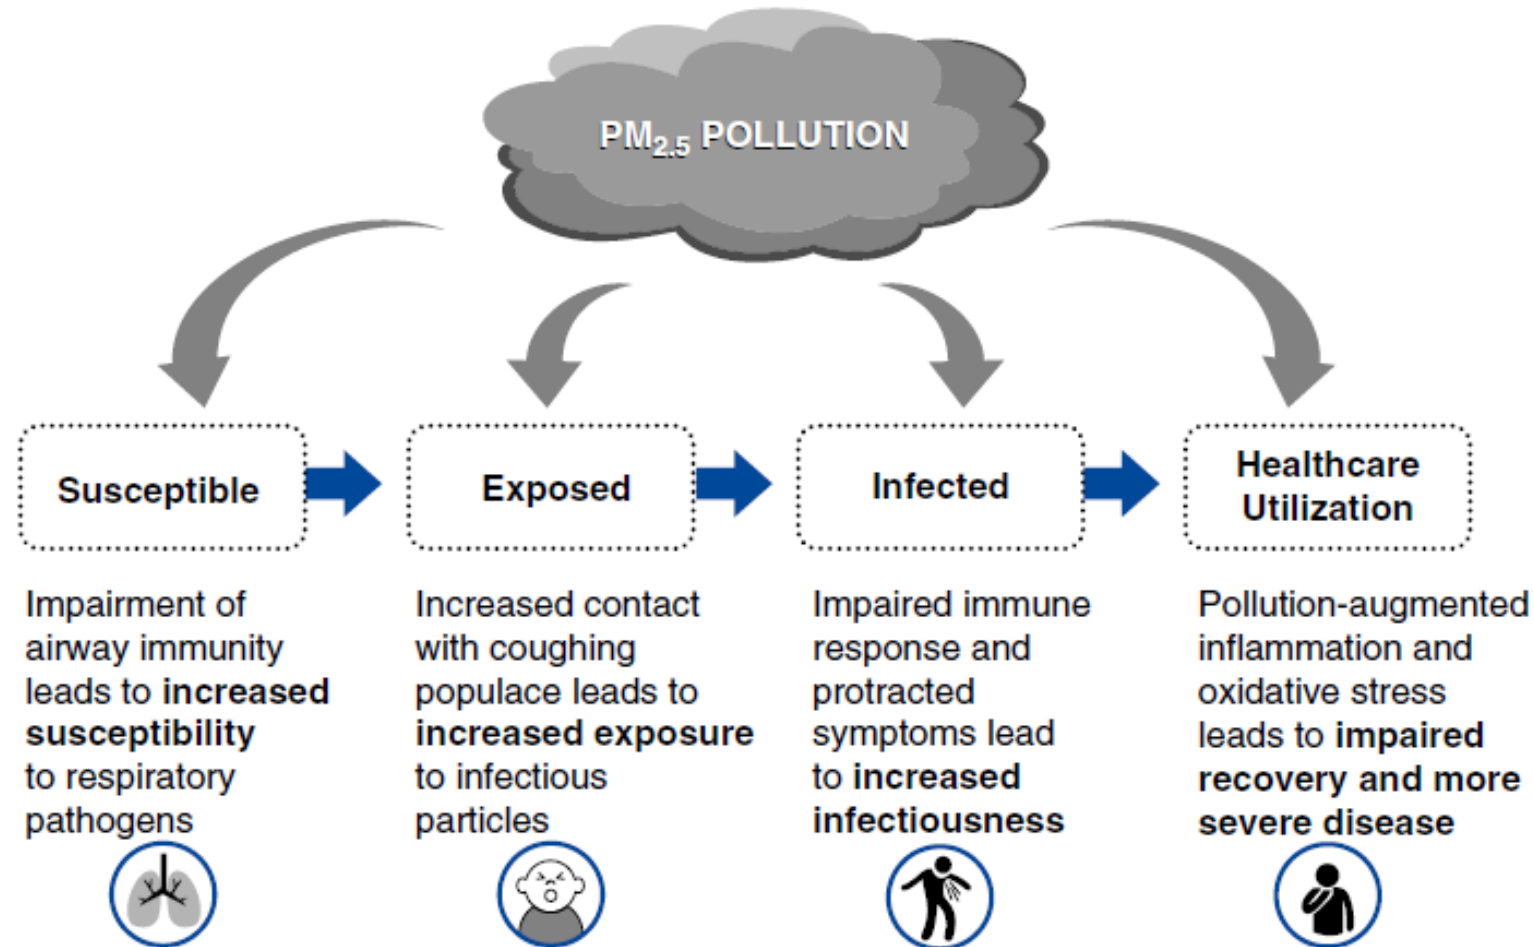 PM2.5 POLLUTION
Susceptible
Exposed
Infected
Healthcare
Utilization
Impairment of
airway immunity
leads to increased
susceptibility
to respiratory
pathogens
Increased contact
with coughing
populace leads to
increased exposure
to infectious
particles
Impaired immune
response and
protracted
symptoms lead
to increased
infectiousness
Pollution-augmented
inflammation and
oxidative stress
leads to impaired
recovery and more
severe disease